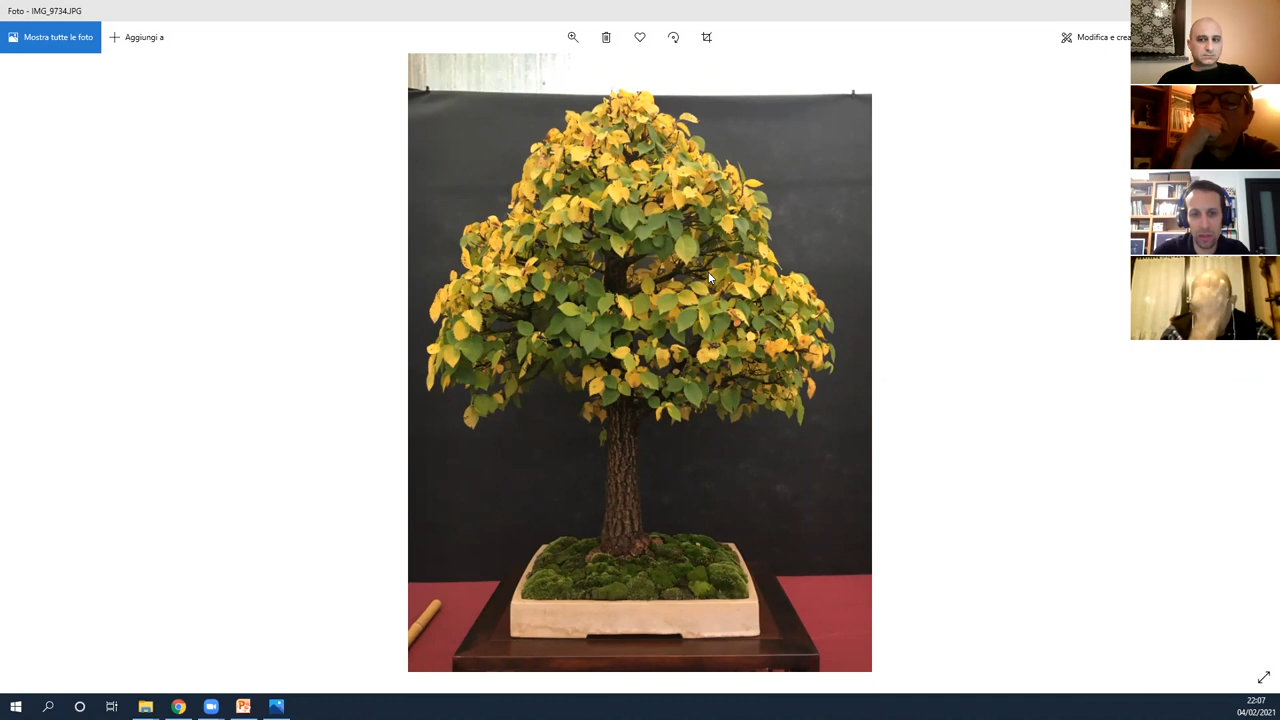 Foto - IMG_9734.JPG
Mostra tutte le foto
Aggiungi a
Modifica e crea
22:07
04/02/2021